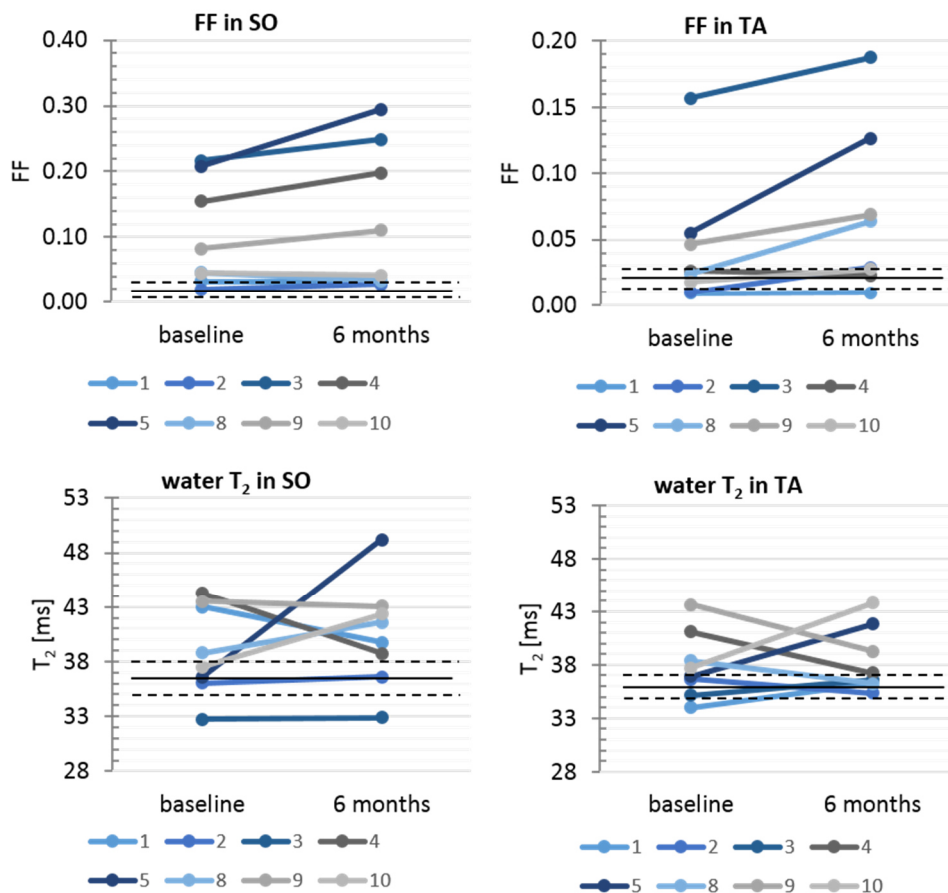 FF in SO
0.40
0.30
0.20
0.10
0.00
FF
baseline 6 months
1 2 3 4
5 8 9 10
FF in TA
0.20
0.15
0.10
0.05
0.00
FF
baseline 6 months
1 2 3 4
5 8 9 10
water T₂ in SO
53
48
43
38
33
28
T₂ [ms]
baseline 6 months
1 2 3 4
5 8 9 10
water T₂ in TA
53
48
43
38
33
28
T₂ [ms]
baseline 6 months
1 2 3 4
5 8 9 10